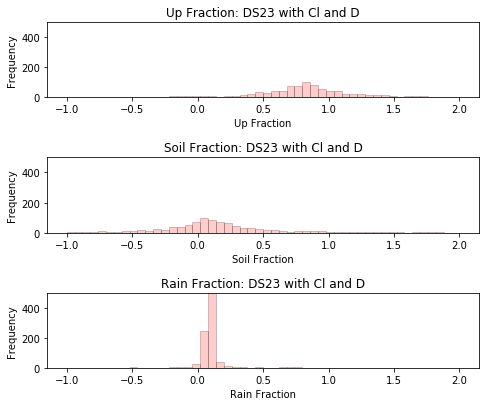 Up Fraction: DS23 with Cl and D
Frequency
400
200
0
-1.0 -0.5 0.0 0.5 1.0 1.5 2.0
Up Fraction
Soil Fraction: DS23 with Cl and D
Frequency
400
200
0
-1.0 -0.5 0.0 0.5 1.0 1.5 2.0
Soil Fraction
Rain Fraction: DS23 with Cl and D
Frequency
400
200
0
-1.0 -0.5 0.0 0.5 1.0 1.5 2.0
Rain Fraction